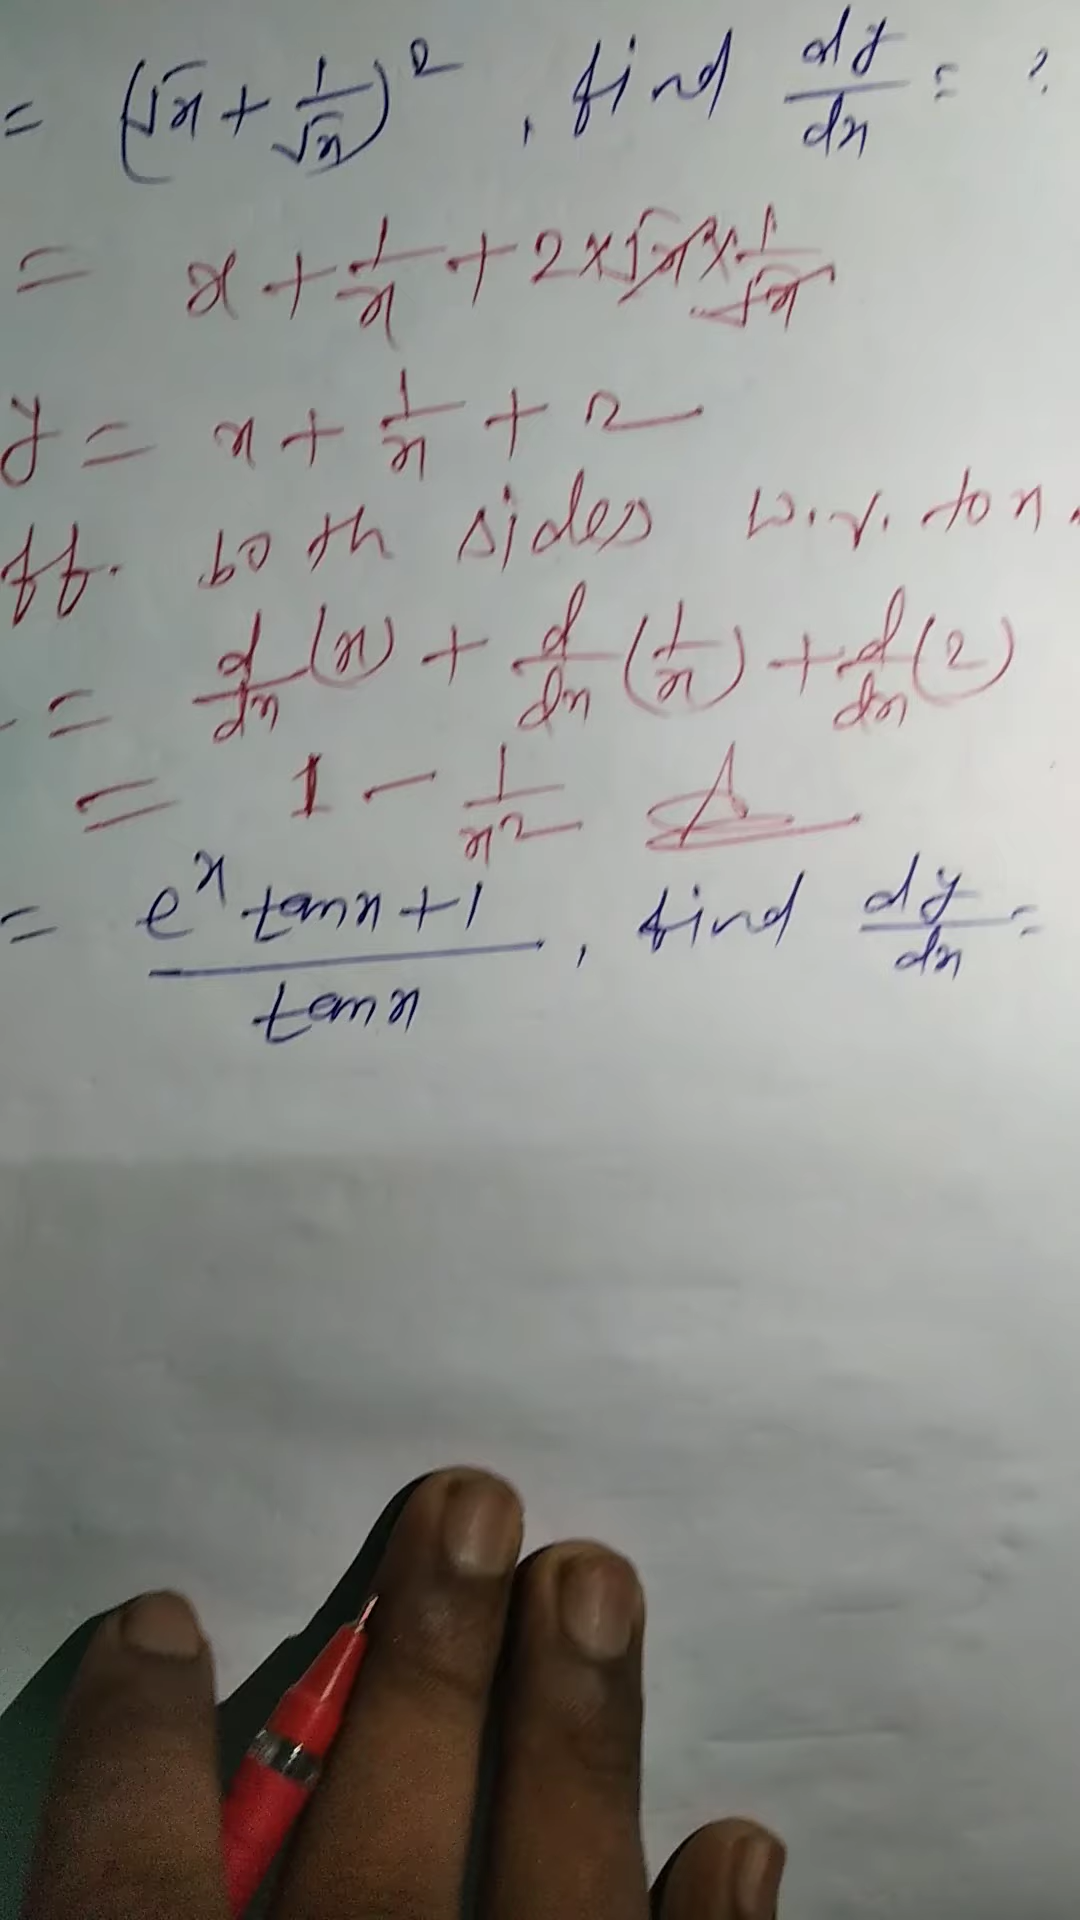 = (√x + 1/√x)², find dy/dx = ?
= x + 1/x + 2 × √x × 1/√x
y = x + 1/x + 2
ff. both sides w.r. to x.
= d/dx (x) + d/dx (1/x) + d/dx (2)
= 1 - 1/x²
= e^x tanx + 1 / tanx, find dy/dx =